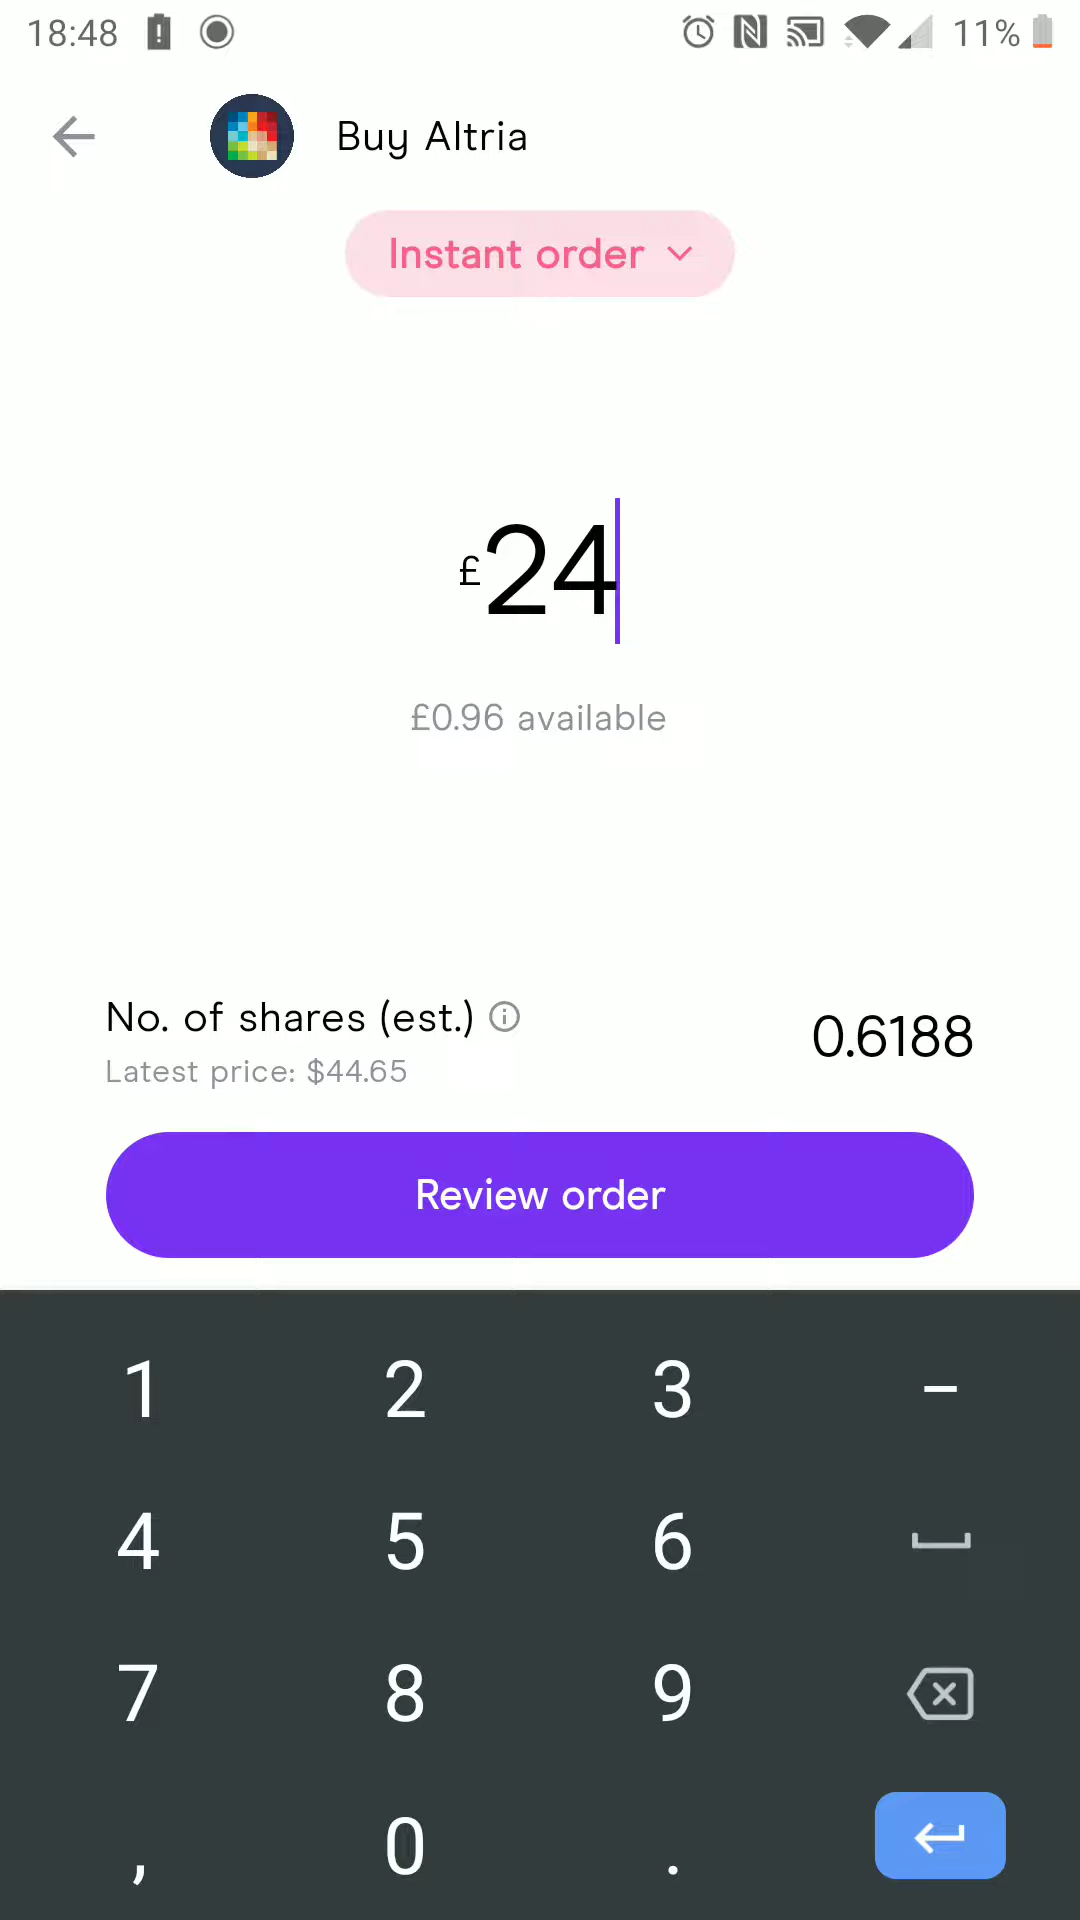 18:48
11%
Buy Altria
Instant order
£24
£0.96 available
No. of shares (est.)
0.6188
Latest price: $44.65
Review order
1 2 3 -
4 5 6
7 8 9
, 0 .